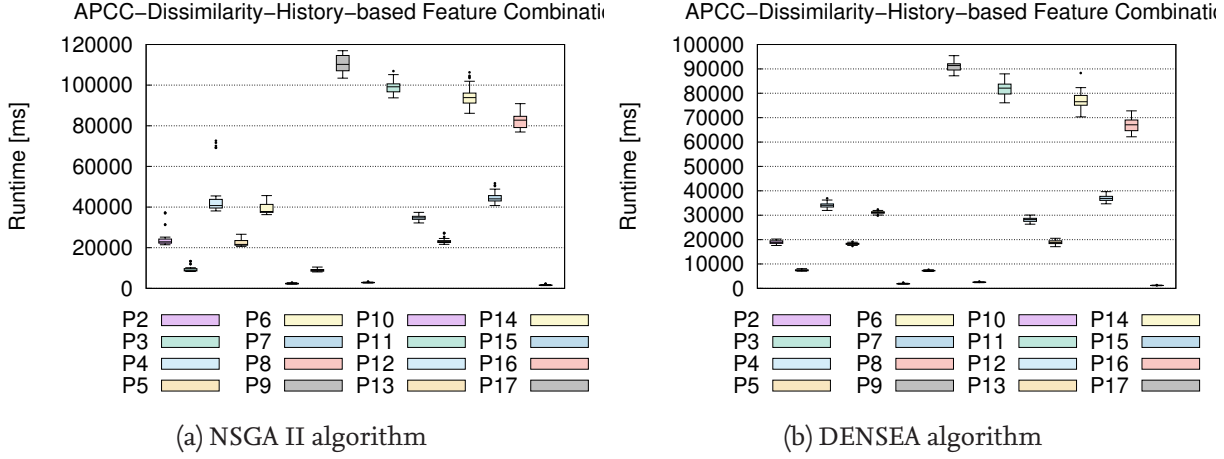 APCC−Dissimilarity−History−based Feature Combinati
Runtime [ms]
120000
100000
80000
60000
40000
20000
0
P2 P6 P10 P14
P3 P7 P11 P15
P4 P8 P12 P16
P5 P9 P13 P17
(a) NSGA II algorithm
APCC−Dissimilarity−History−based Feature Combinati
Runtime [ms]
100000
90000
80000
70000
60000
50000
40000
30000
20000
10000
0
P2 P6 P10 P14
P3 P7 P11 P15
P4 P8 P12 P16
P5 P9 P13 P17
(b) DENSEA algorithm